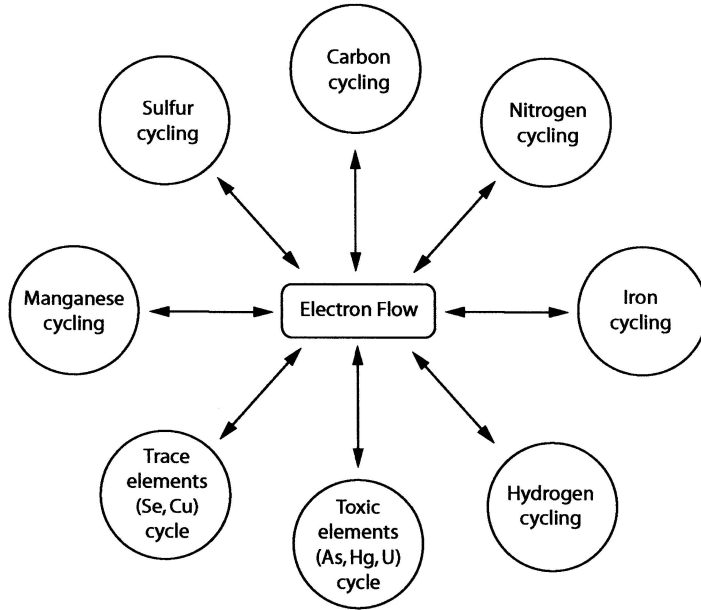 Carbon
cycling
Sulfur
cycling
Nitrogen
cycling
Manganese
cycling
Electron Flow
Iron
cycling
Trace
elements
(Se, Cu)
cycle
Toxic
elements
(As, Hg, U)
cycle
Hydrogen
cycling